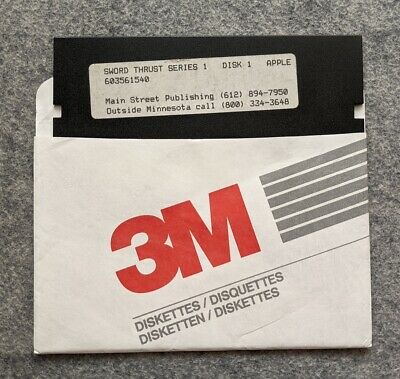 SWORD THRUST SERIES 1 DISK 1 APPLE
603561540
Main Street Publishing (612) 894-7950
Outside Minnesota call (800) 334-3648
3M
DISKETTES / DISQUETTES
DISKETTEN / DISKETTES